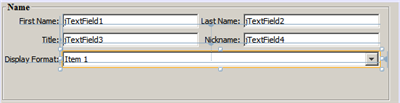 Name
First Name: jTextField1 Last Name: jTextField2
Title: jTextField3 Nickname: jTextField4
Display Format: Item 1